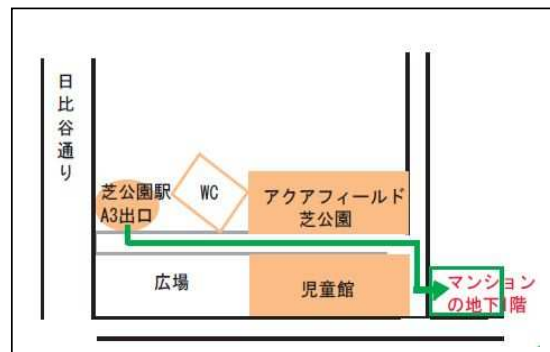 日比谷通り
芝公園駅
A3出口
WC
アクアフィールド
芝公園
広場
児童館
マンション
の地下1階